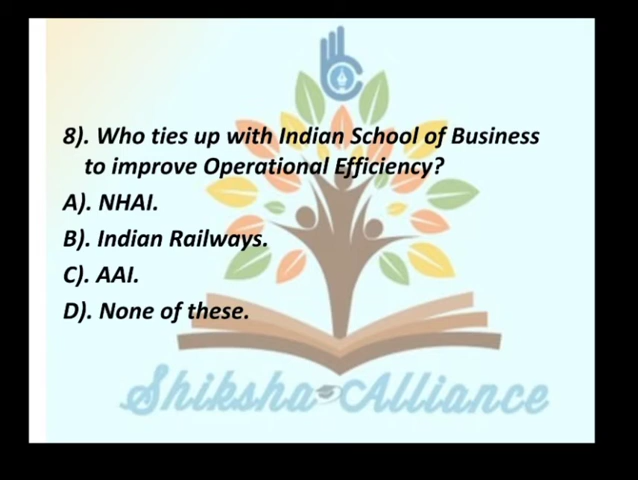 8). Who ties up with Indian School of Business
to improve Operational Efficiency?
A). NHAI.
B). Indian Railways.
C). AAI.
D). None of these.
Shiksha Alliance